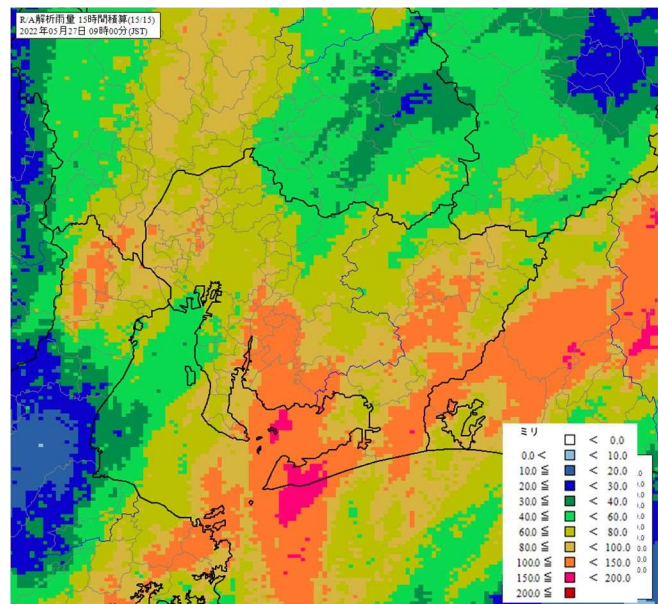 R/A解析雨量 15時間積算(15/15)
2022年05月27日 09時00分(JST)
ミリ
< 0.0
0.0 < < 10.0
10.0 ≦ < 20.0
20.0 ≦ < 30.0
30.0 ≦ < 40.0
40.0 ≦ < 60.0
60.0 ≦ < 80.0
80.0 ≦ < 100.0
100.0 ≦ < 150.0
150.0 ≦ < 200.0
200.0 ≦